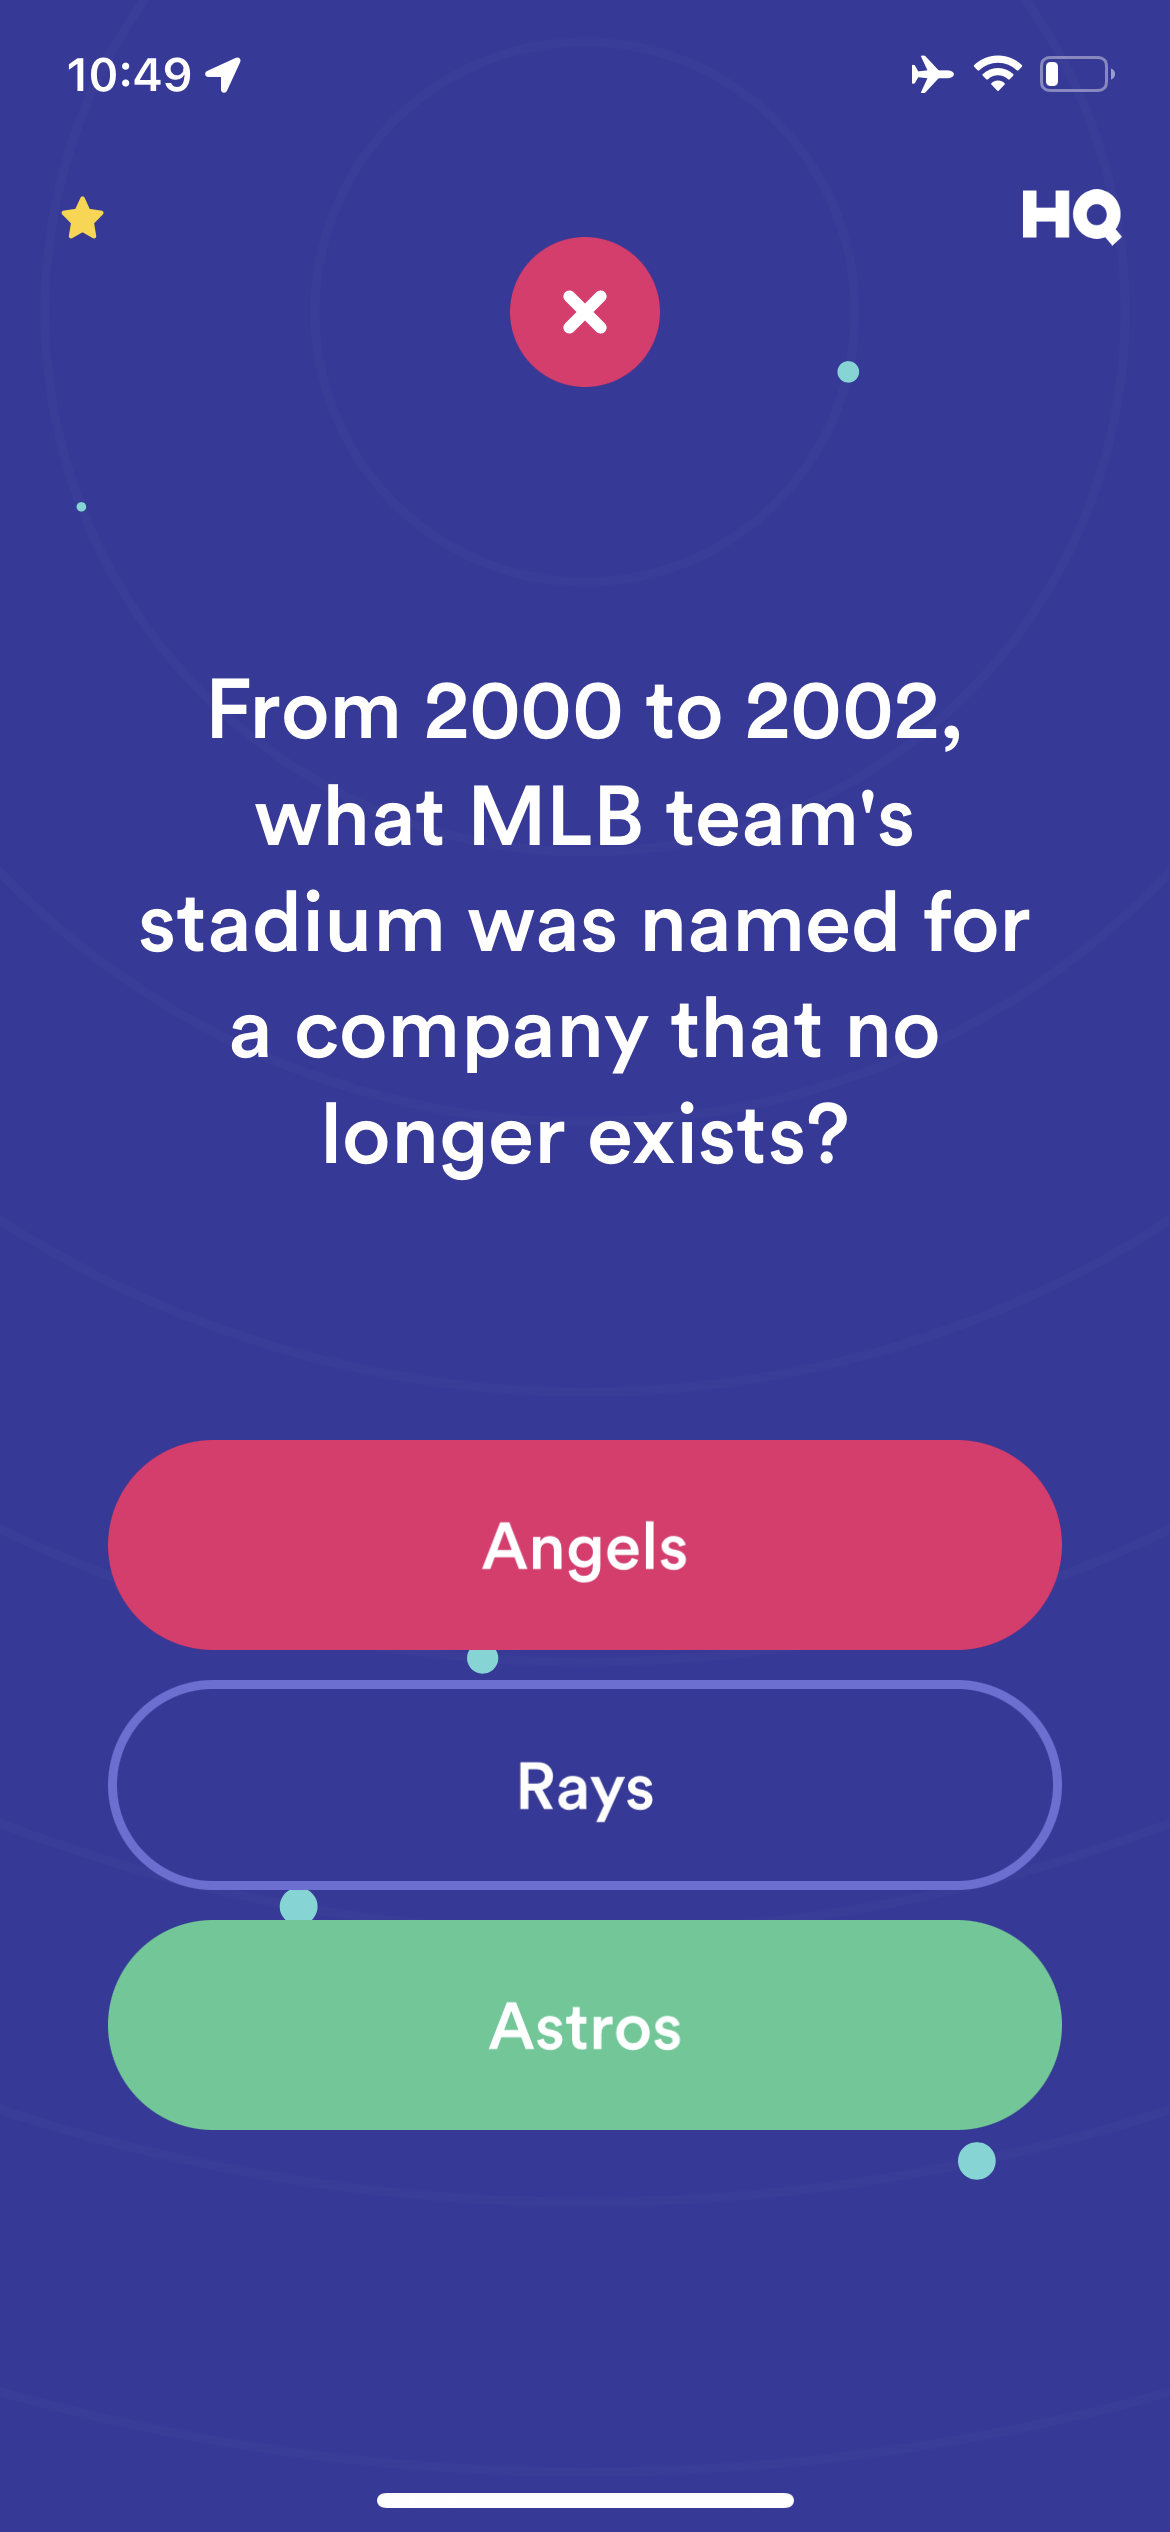 10:49
HQ
From 2000 to 2002,
what MLB team's
stadium was named for
a company that no
longer exists?
Angels
Rays
Astros